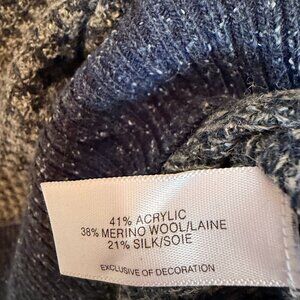 41% ACRYLIC
38% MERINO WOOL/LAINE
21% SILK/SOIE
EXCLUSIVE OF DECORATION